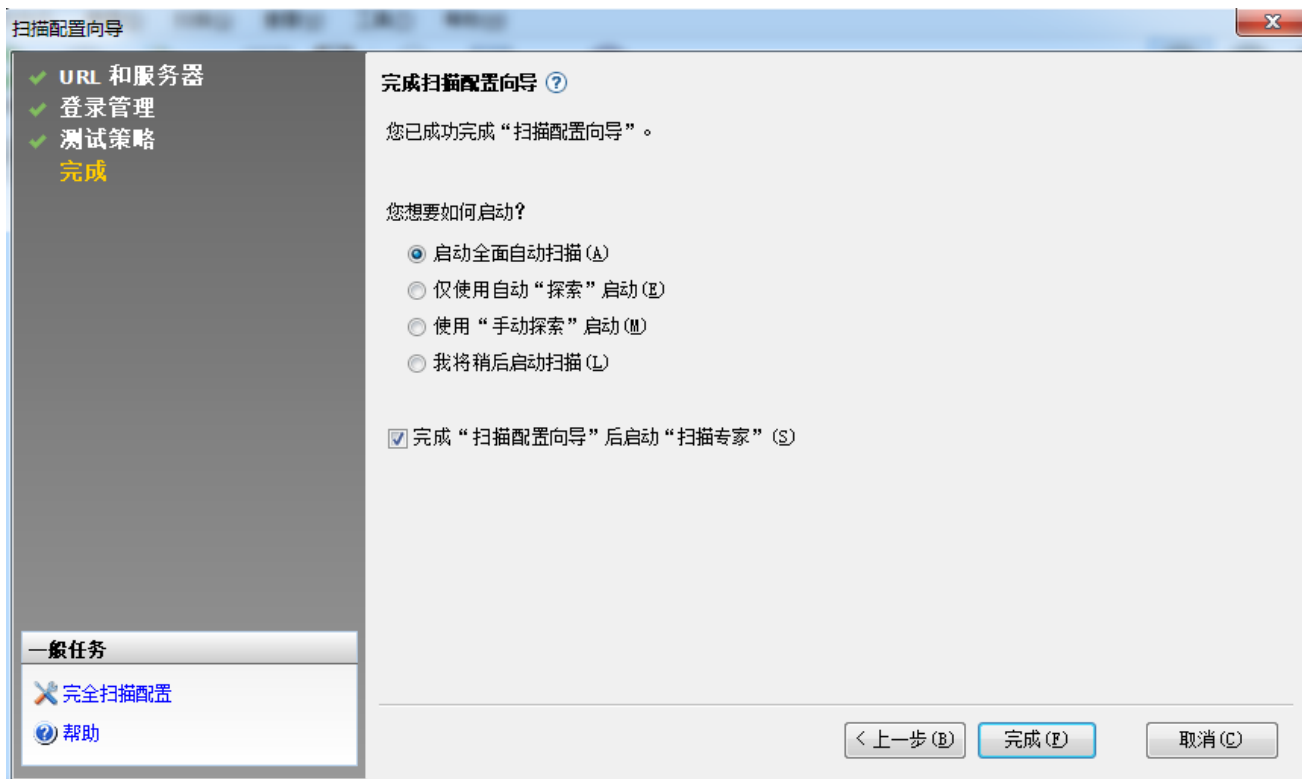 扫描配置向导
URL 和服务器
登录管理
测试策略
完成
一般任务
完全扫描配置
帮助
完成扫描配置向导
您已成功完成“扫描配置向导”。
您想要如何启动?
启动全面自动扫描(A)
仅使用自动“探索”启动(E)
使用“手动探索”启动(M)
我将稍后启动扫描(L)
完成“扫描配置向导”后启动“扫描专家”(S)
< 上一步(B)
完成(F)
取消(C)